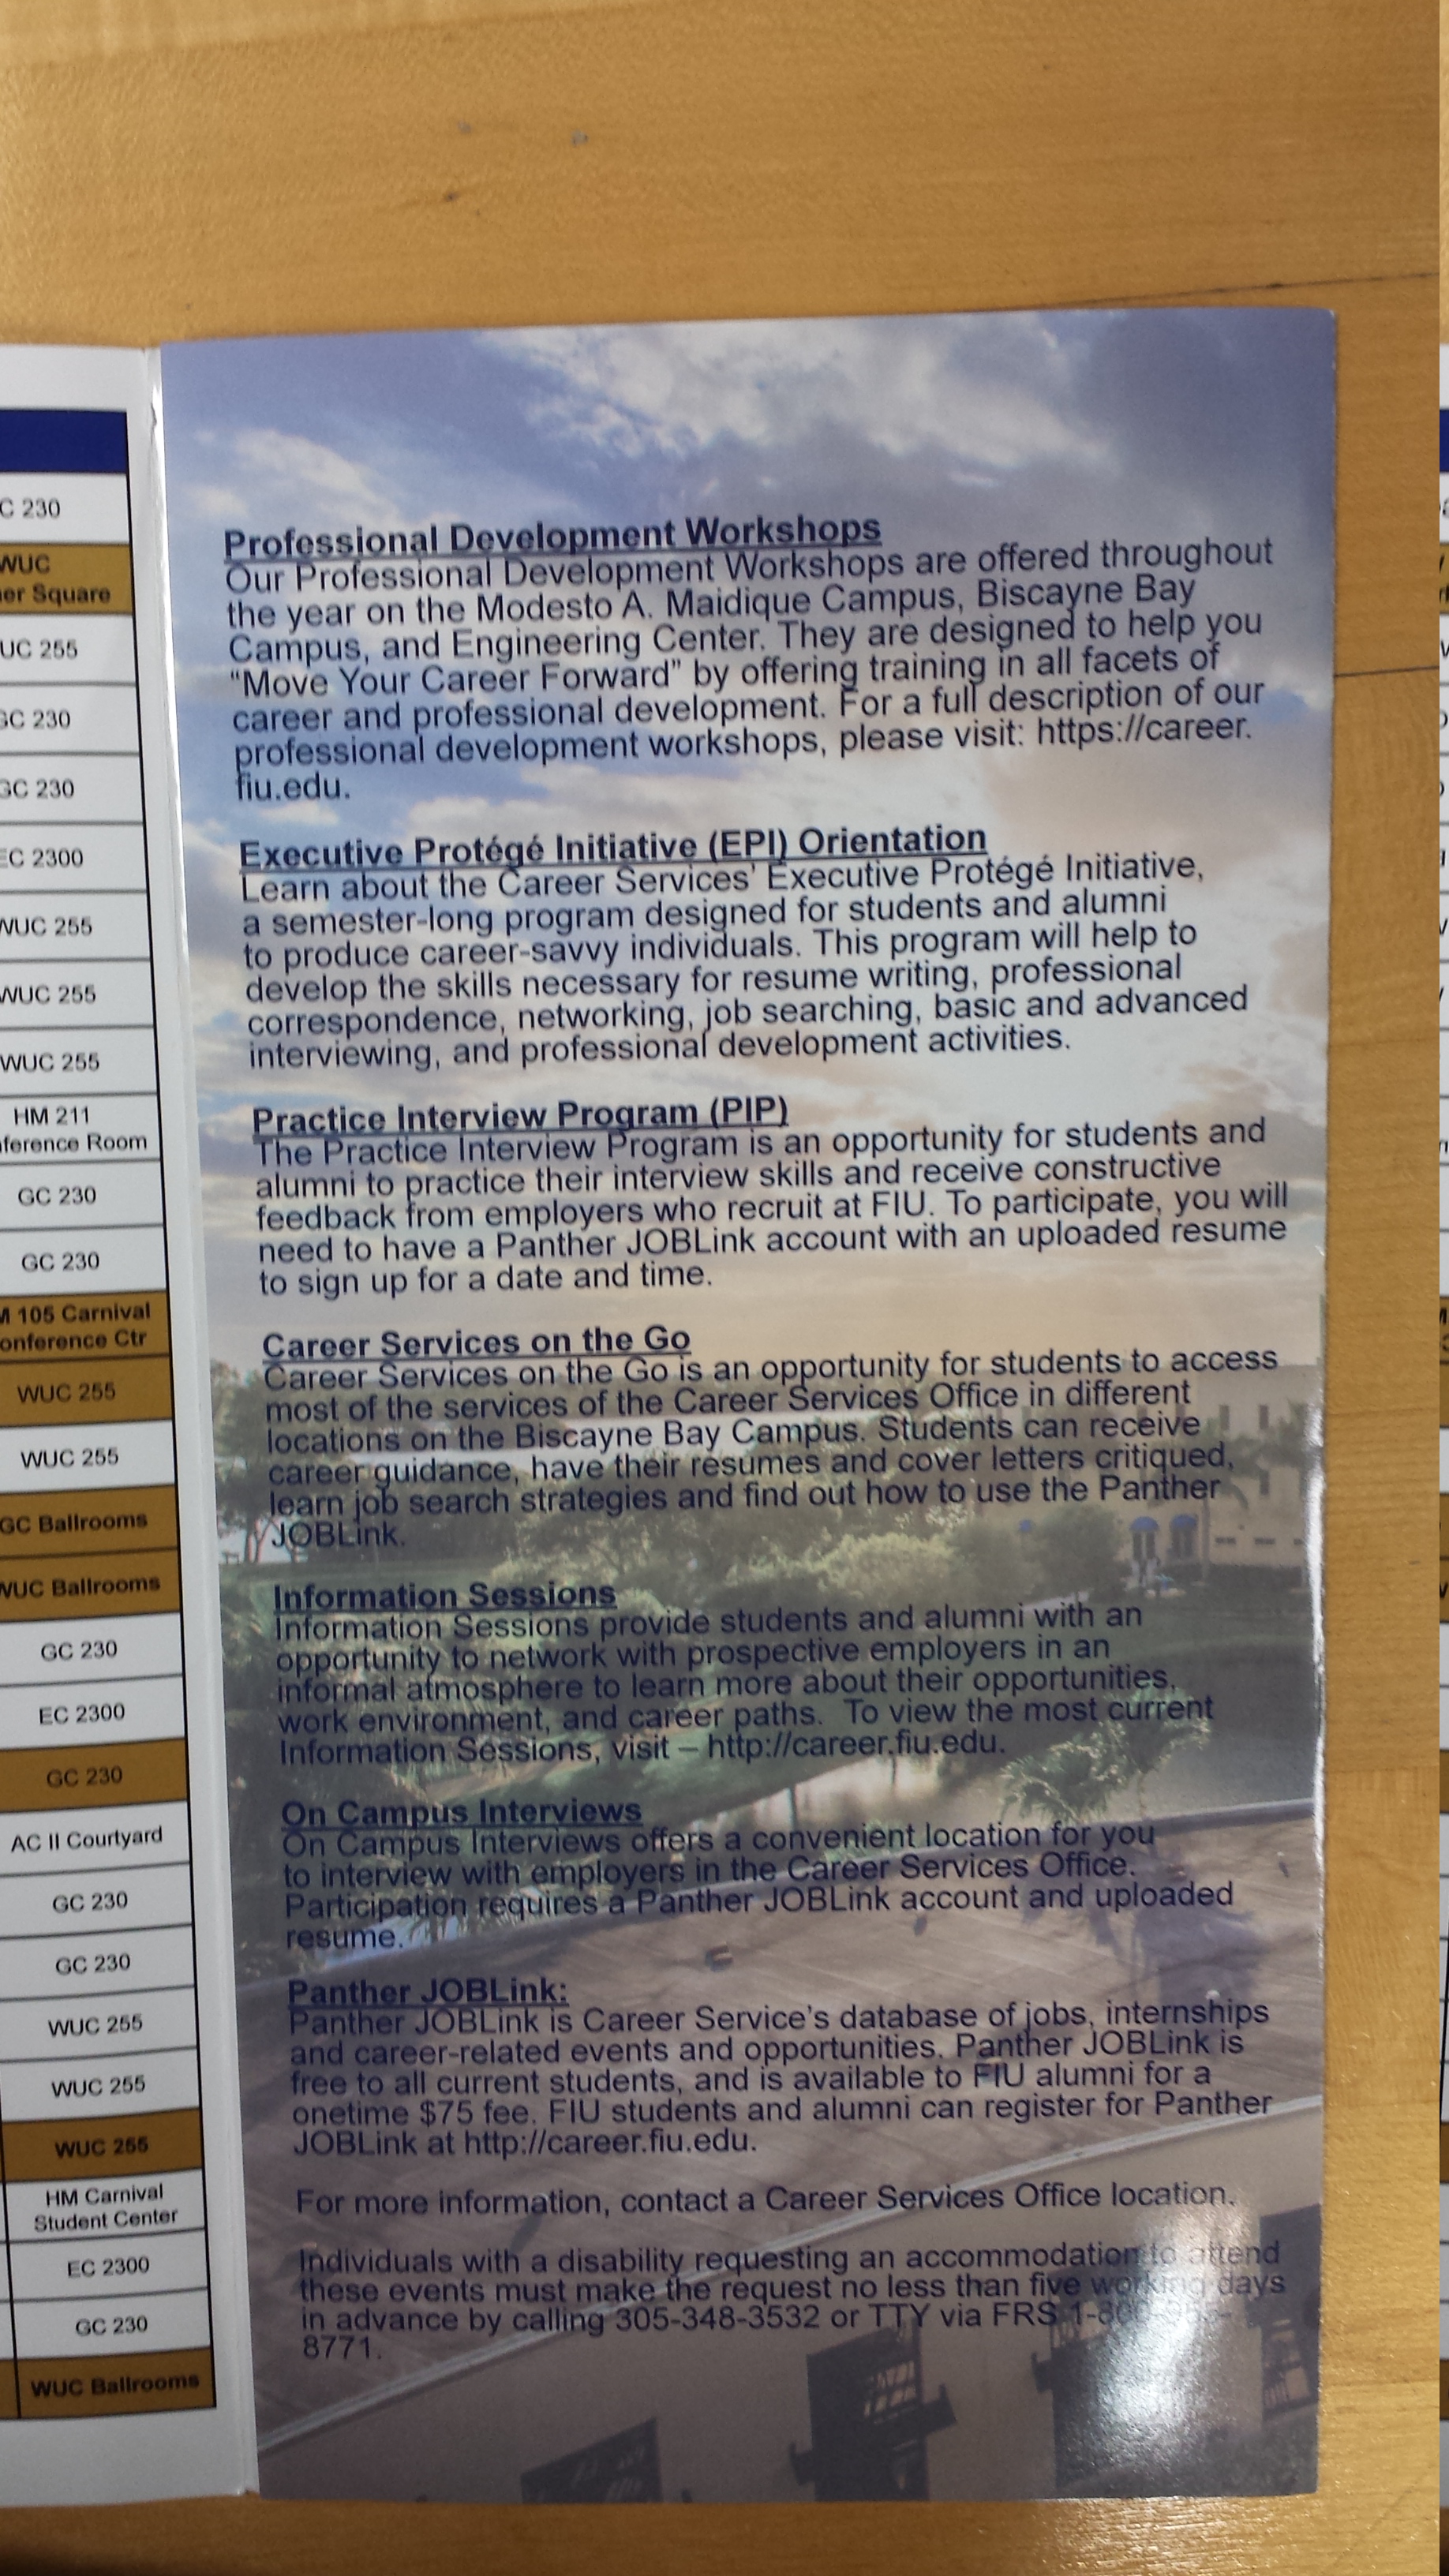 C 230
WUC
er Square
UC 255
GC 230
GC 230
EC 2300
WUC 255
WUC 255
WUC 255
HM 211
ference Room
GC 230
GC 230
M 105 Carnival
onference Ctr
WUC 255
WUC 255
GC Ballrooms
WUC Ballrooms
GC 230
EC 2300
GC 230
AC II Courtyard
GC 230
GC 230
WUC 255
WUC 255
WUC 255
HM Carnival
Student Center
EC 2300
GC 230
WUC Ballrooms
Professional Development Workshops
Our Professional Development Workshops are offered throughout
the year on the Modesto A. Maidique Campus, Biscayne Bay
Campus, and Engineering Center. They are designed to help you
“Move Your Career Forward” by offering training in all facets of
career and professional development. For a full description of our
professional development workshops, please visit: https://career.
fiu.edu.
Executive Protégé Initiative (EPI) Orientation
Learn about the Career Services’ Executive Protégé Initiative,
a semester-long program designed for students and alumni
to produce career-savvy individuals. This program will help to
develop the skills necessary for resume writing, professional
correspondence, networking, job searching, basic and advanced
interviewing, and professional development activities.
Practice Interview Program (PIP)
The Practice Interview Program is an opportunity for students and
alumni to practice their interview skills and receive constructive
feedback from employers who recruit at FIU. To participate, you will
need to have a Panther JOBLink account with an uploaded resume
to sign up for a date and time.
Career Services on the Go
Career Services on the Go is an opportunity for students to access
most of the services of the Career Services Office in different
locations on the Biscayne Bay Campus. Students can receive
career guidance, have their resumes and cover letters critiqued,
learn job search strategies and find out how to use the Panther
JOBLink.
Information Sessions
Information Sessions provide students and alumni with an
opportunity to network with prospective employers in an
informal atmosphere to learn more about their opportunities,
work environment, and career paths. To view the most current
Information Sessions, visit – http://career.fiu.edu.
On Campus Interviews
On Campus Interviews offers a convenient location for you
to interview with employers in the Career Services Office.
Participation requires a Panther JOBLink account and uploaded
resume.
Panther JOBLink:
Panther JOBLink is Career Service’s database of jobs, internships
and career-related events and opportunities. Panther JOBLink is
free to all current students, and is available to FIU alumni for a
onetime $75 fee. FIU students and alumni can register for Panther
JOBLink at http://career.fiu.edu.
For more information, contact a Career Services Office location.
Individuals with a disability requesting an accommodation to attend
these events must make the request no less than five working days
in advance by calling 305-348-3532 or TTY via FRS
8771.